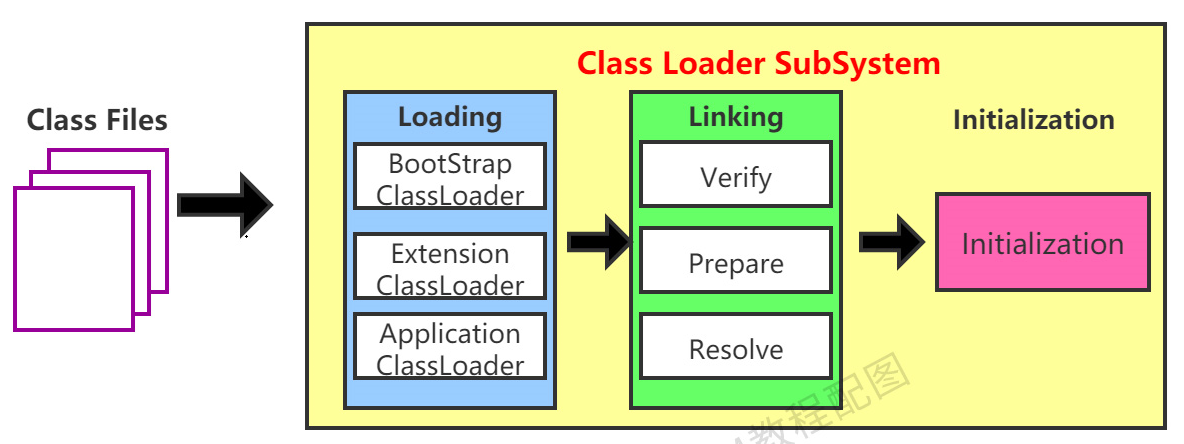 Class Loader SubSystem
Class Files
Loading
BootStrap
ClassLoader
Extension
ClassLoader
Application
ClassLoader
Linking
Verify
Prepare
Resolve
Initialization
Initialization
教程配图